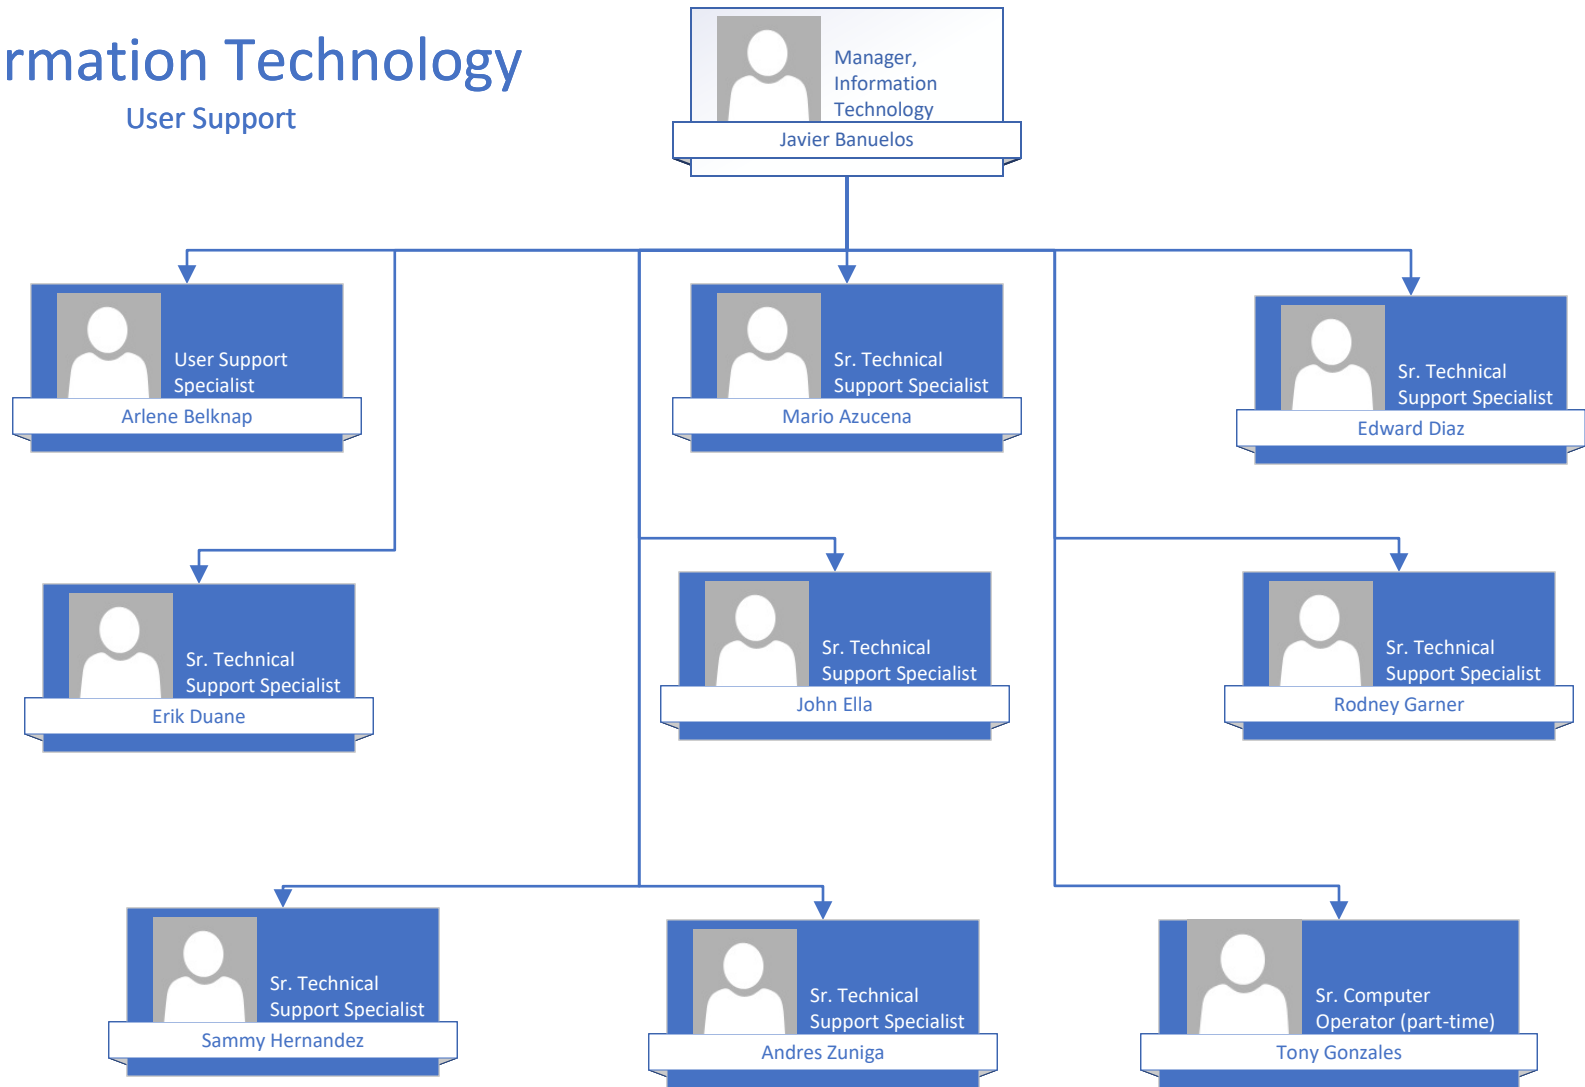 rmation Technology
User Support
Manager,
Information
Technology
Javier Banuelos
User Support
Specialist
Arlene Belknap
Sr. Technical
Support Specialist
Mario Azucena
Sr. Technical
Support Specialist
Edward Diaz
Sr. Technical
Support Specialist
Erik Duane
Sr. Technical
Support Specialist
John Ella
Sr. Technical
Support Specialist
Rodney Garner
Sr. Technical
Support Specialist
Sammy Hernandez
Sr. Technical
Support Specialist
Andres Zuniga
Sr. Computer
Operator (part-time)
Tony Gonzales